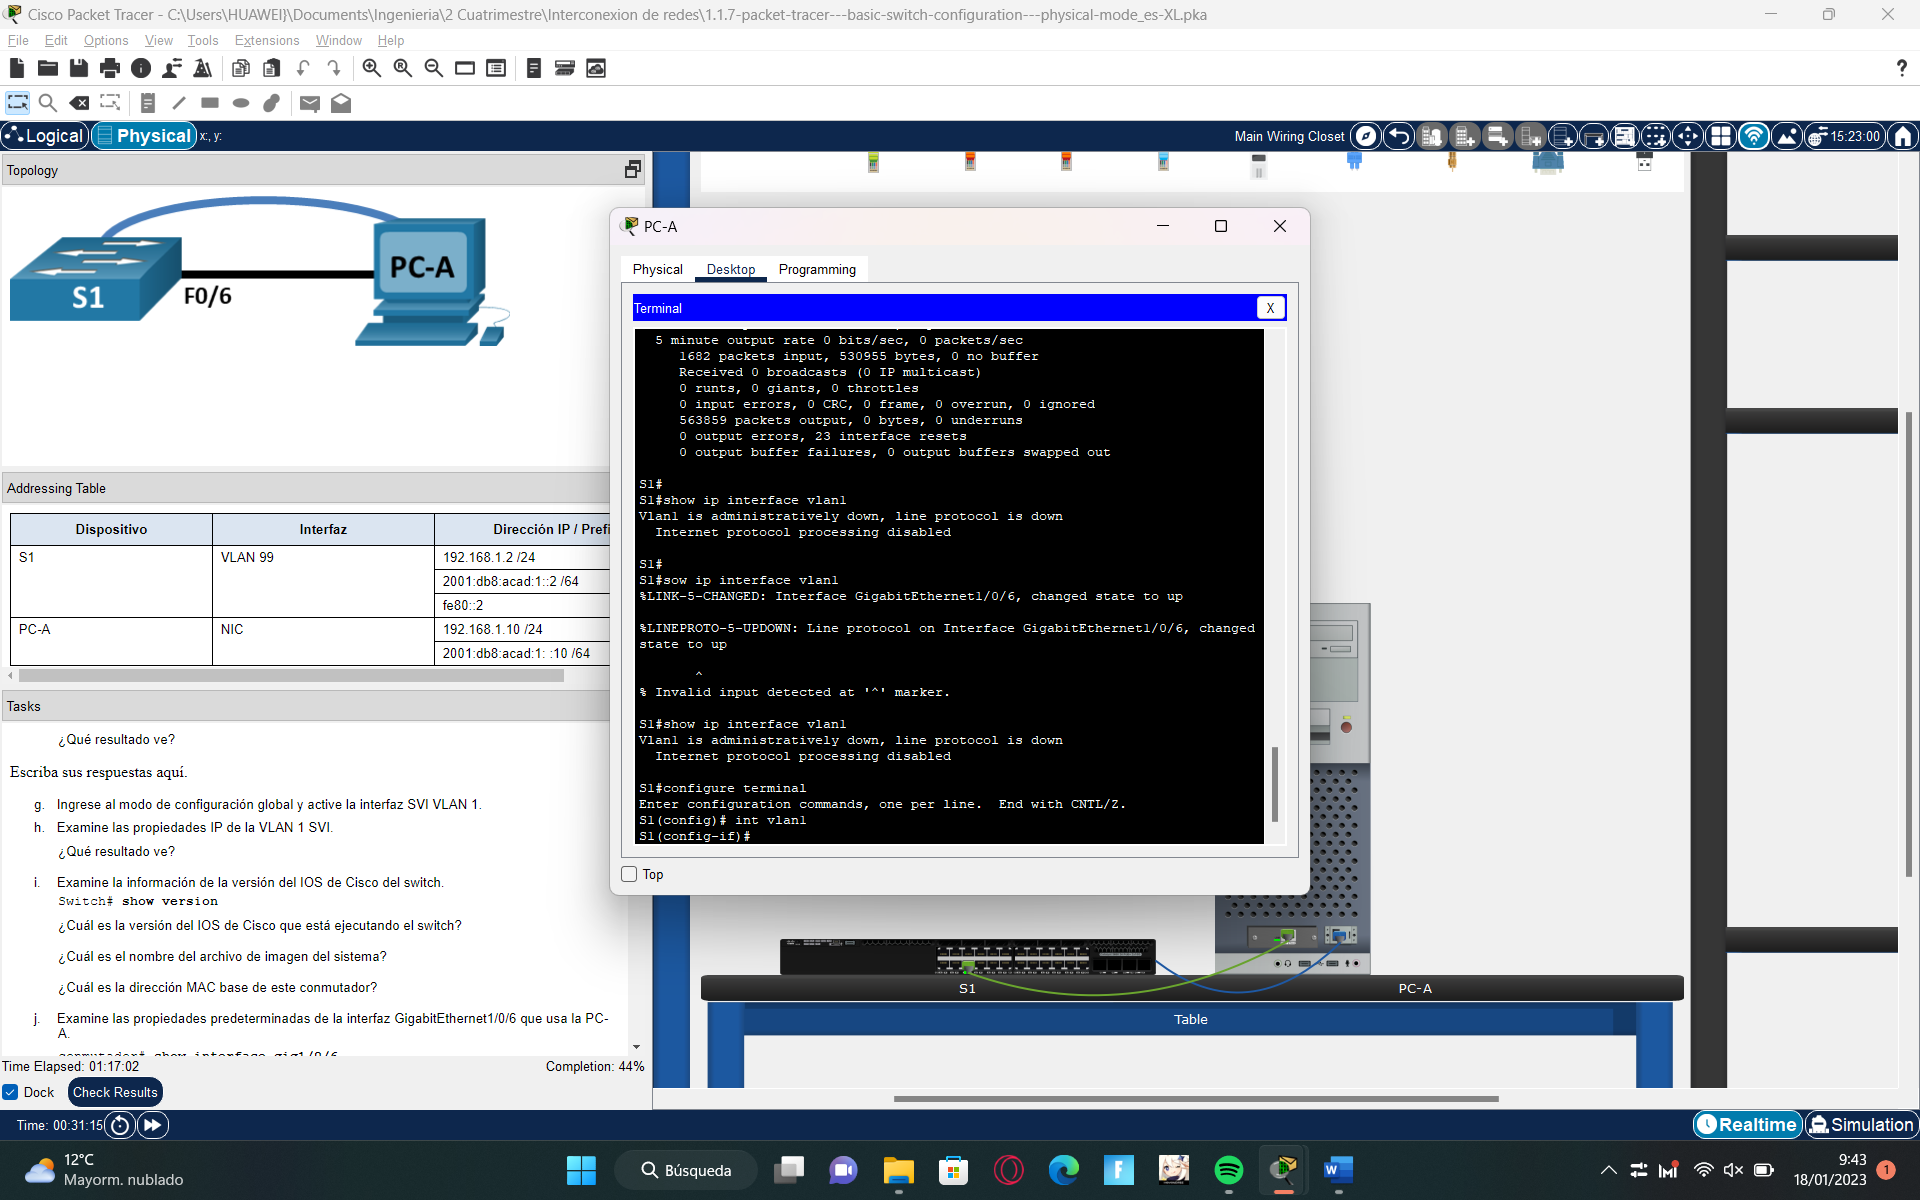 Cisco Packet Tracer - C:\Users\HUAWEI}\Documents\Ingenieria\2 Cuatrimestre\Interconexion de redes\1.1.7-packet-tracer---basic-switch-configuration---physical-mode_es-XL.pka
File Edit Options View Tools Extensions Window Help
?
Logical Physical x:, y:
Main Wiring Closet
15:23:00
Topology
S1
F0/6
PC-A
Addressing Table
Dispositivo Interfaz Dirección IP / Prefi
S1 VLAN 99 192.168.1.2 /24
2001:db8:acad:1::2 /64
fe80::2
PC-A NIC 192.168.1.10 /24
2001:db8:acad:1: :10 /64
Tasks
¿Qué resultado ve?
Escriba sus respuestas aquí.
g. Ingrese al modo de configuración global y active la interfaz SVI VLAN 1.
h. Examine las propiedades IP de la VLAN 1 SVI.
¿Qué resultado ve?
i. Examine la información de la versión del IOS de Cisco del switch.
Switch# show version
¿Cuál es la versión del IOS de Cisco que está ejecutando el switch?
¿Cuál es el nombre del archivo de imagen del sistema?
¿Cuál es la dirección MAC base de este conmutador?
j. Examine las propiedades predeterminadas de la interfaz GigabitEthernet1/0/6 que usa la PC-
A.
conmutador# show interface gig1/0/6
Time Elapsed: 01:17:02
Completion: 44%
Dock
Check Results
PC-A
Physical Desktop Programming
Terminal
X
5 minute output rate 0 bits/sec, 0 packets/sec
1682 packets input, 530955 bytes, 0 no buffer
Received 0 broadcasts (0 IP multicast)
0 runts, 0 giants, 0 throttles
0 input errors, 0 CRC, 0 frame, 0 overrun, 0 ignored
563859 packets output, 0 bytes, 0 underruns
0 output errors, 23 interface resets
0 output buffer failures, 0 output buffers swapped out
S1#
S1#show ip interface vlan1
Vlan1 is administratively down, line protocol is down
Internet protocol processing disabled
S1#
S1#sow ip interface vlan1
%LINK-5-CHANGED: Interface GigabitEthernet1/0/6, changed state to up
%LINEPROTO-5-UPDOWN: Line protocol on Interface GigabitEthernet1/0/6, changed
state to up
^
% Invalid input detected at '^' marker.
S1#show ip interface vlan1
Vlan1 is administratively down, line protocol is down
Internet protocol processing disabled
S1#configure terminal
Enter configuration commands, one per line.  End with CNTL/Z.
S1(config)# int vlan1
S1(config-if)#
Top
S1
PC-A
Table
Time: 00:31:15
Realtime
Simulation
12°C
Mayorm. nublado
Búsqueda
9:43
18/01/2023
1